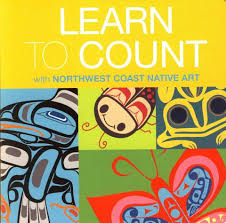 LEARN
TO COUNT
with NORTHWEST COAST NATIVE ART